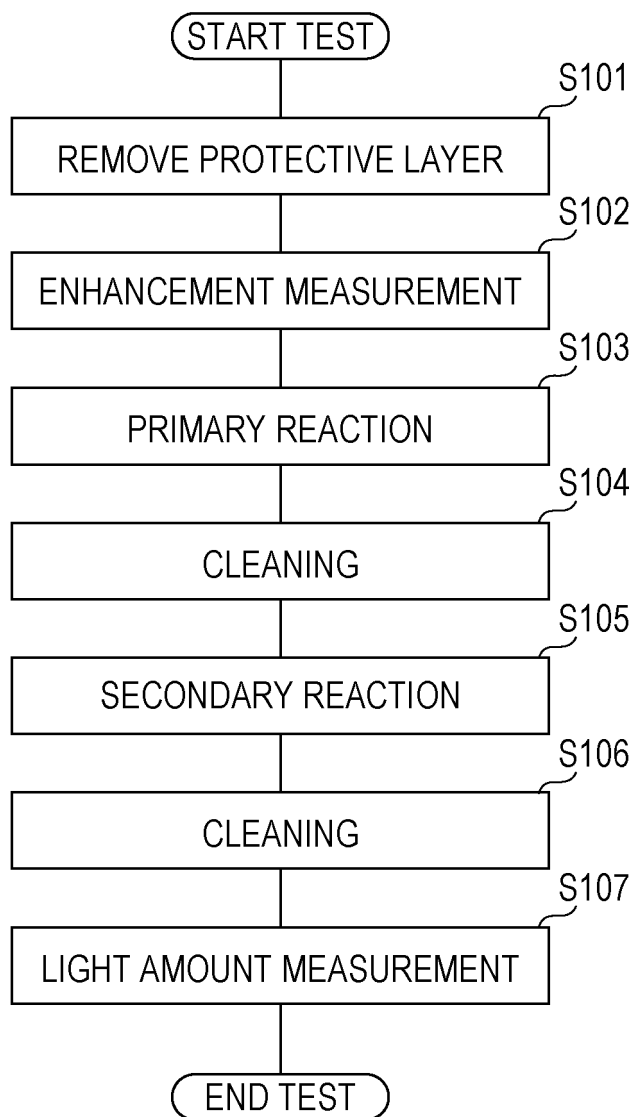 START TEST
S101
REMOVE PROTECTIVE LAYER
S102
ENHANCEMENT MEASUREMENT
S103
PRIMARY REACTION
S104
CLEANING
S105
SECONDARY REACTION
S106
CLEANING
S107
LIGHT AMOUNT MEASUREMENT
END TEST